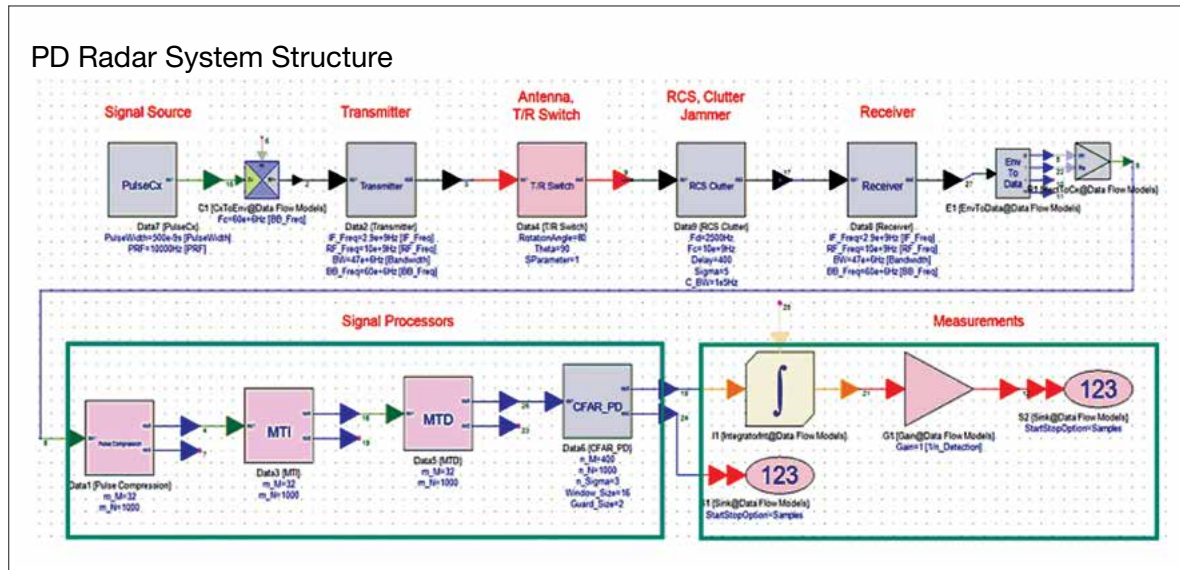 PD Radar System Structure
Signal Source
Transmitter
Antenna,
T/R Switch
RCS, Clutter
Jammer
Receiver
PulseCx
Data7 [PulseCx]
PulseWidth=500e-9s [PulseWidth]
PRF=10000Hz [PRF]
C1 [CxToEnv@Data Flow Models]
Fc=60e+6Hz [BB_Freq]
Transmitter
Data2 [Transmitter]
IF_Freq=2.9e+9Hz [IF_Freq]
RF_Freq=10e+9Hz [RF_Freq]
BW=47e+6Hz [Bandwidth]
BB_Freq=60e+6Hz [BB_Freq]
T/R Switch
Data4 [T/R Switch]
RotationAngle=80
Theta=90
SParameter=1
RCS Clutter
Data9 [RCS Clutter]
Fd=2500Hz
Fc=10e+9Hz
Delay=400
Sigma=5
C_BW=1e5Hz
Receiver
Data8 [Receiver]
IF_Freq=2.9e+9Hz [IF_Freq]
RF_Freq=10e+9Hz [RF_Freq]
BW=47e+6Hz [Bandwidth]
BB_Freq=60e+6Hz [BB_Freq]
Env
To
Data
E1 [EnvToData@Data Flow Models]
Signal Processors
Measurements
Pulse Compression
Data1 [Pulse Compression]
m_M=32
m_N=1000
MTI
Data3 [MTI]
m_M=32
m_N=1000
MTD
Data5 [MTD]
m_M=32
m_N=1000
CFAR_PD
Data6 [CFAR_PD]
n_M=400
n_N=1000
n_Sigma=3
Window_Size=16
Guard_Size=2
∫
I1 [IntegratorInt@Data Flow Models]
G1 [Gain@Data Flow Models]
Gain=1 [1/n_Detection]
123
S2 [Sink@Data Flow Models]
StartStopOption=Samples
123
[Sink@Data Flow Models]
StartStopOption=Samples